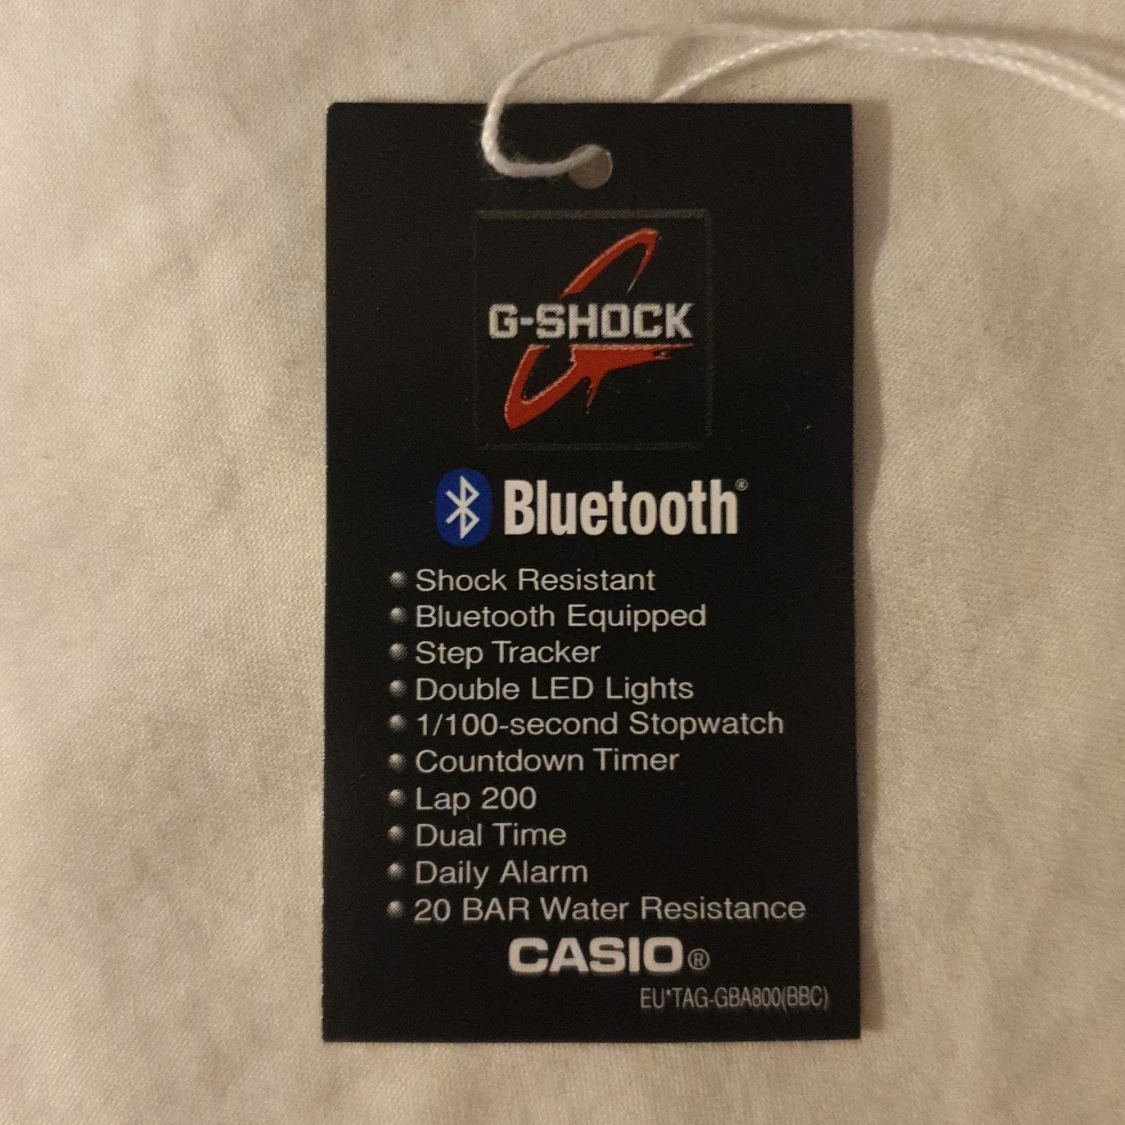 G-SHOCK
Bluetooth®
• Shock Resistant
• Bluetooth Equipped
• Step Tracker
• Double LED Lights
• 1/100-second Stopwatch
• Countdown Timer
• Lap 200
• Dual Time
• Daily Alarm
• 20 BAR Water Resistance
CASIO®
EU*TAG-GBA800(BBC)